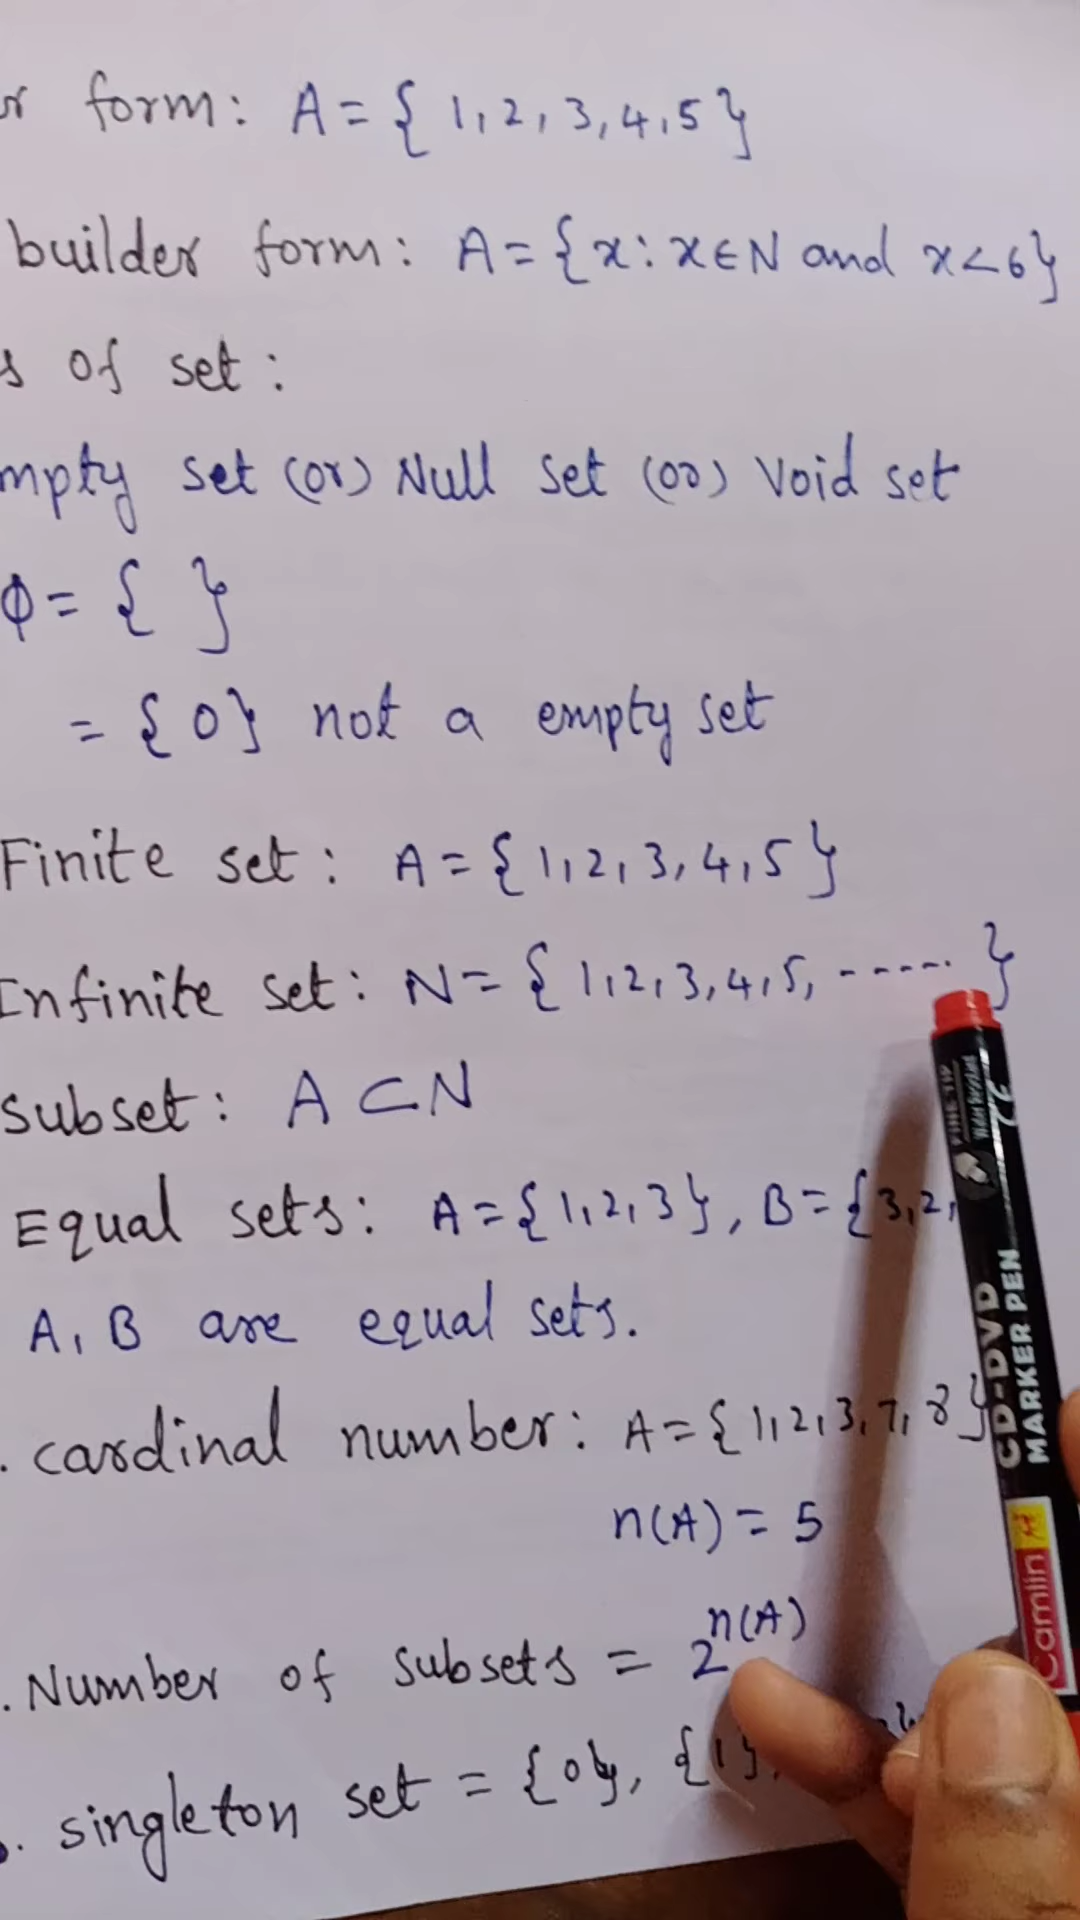 form: A = { 1, 2, 3, 4, 5 }
builder form: A = { x : x ∈ N and x < 6 }
of set :
mpty set (or) Null set (or) Void set
Φ = { }
= { 0 } not a empty set
Finite set : A = { 1, 2, 3, 4, 5 }
Infinite set : N = { 1, 2, 3, 4, 5, ------ }
Subset : A ⊂ N
Equal sets : A = { 1, 2, 3 }, B = { 3, 2,
A, B are equal sets.
. cardinal number : A = { 1, 2, 3, 7, 8 }
n(A) = 5
. Number of subsets = 2^n(A)
. singleton set = { 0 }, { 1 }
FINE TIP
CE
CD-DVD
MARKER PEN
Camlin